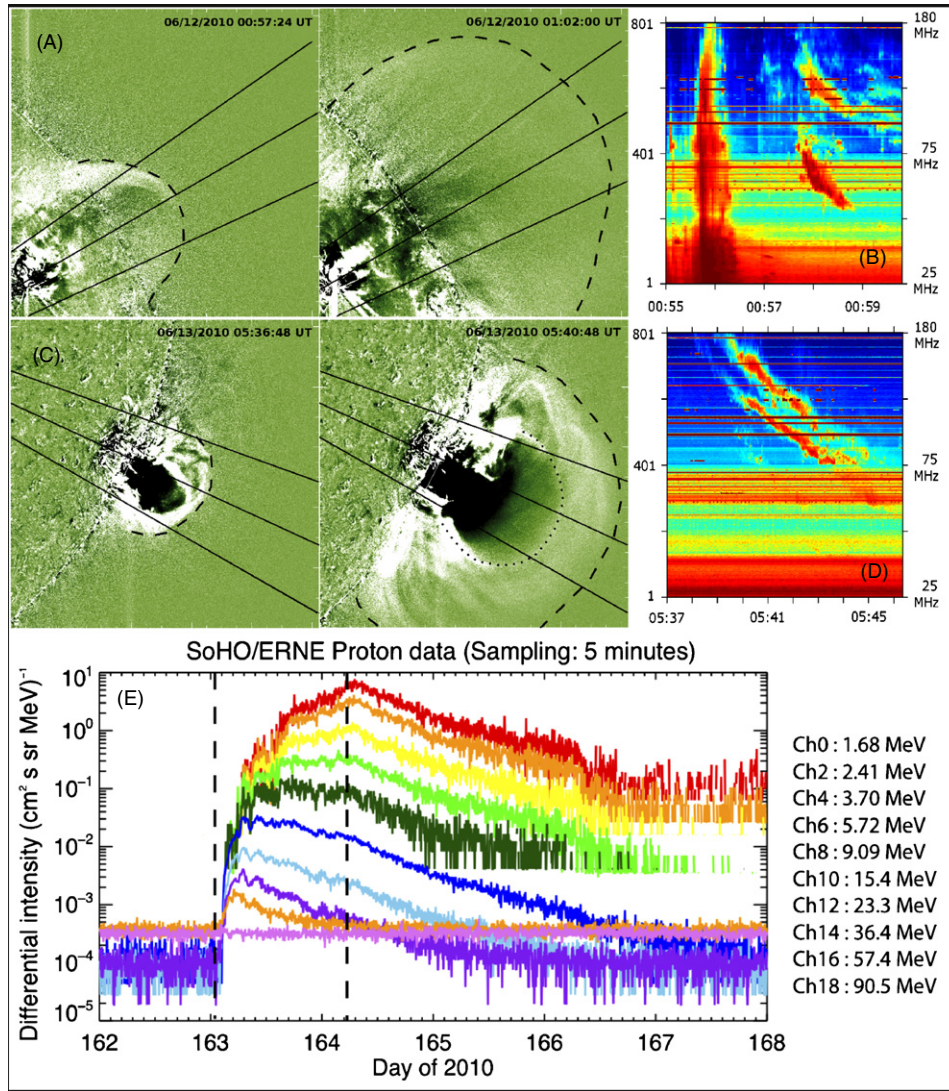 (A)
06/12/2010 00:57:24 UT
06/12/2010 01:02:00 UT
801
401
1
180
MHz
75
MHz
25
MHz
(B)
00:55
00:57
00:59
(C)
06/13/2010 05:36:48 UT
06/13/2010 05:40:48 UT
801
401
1
180
MHz
75
MHz
25
MHz
(D)
05:37
05:41
05:45
SoHO/ERNE Proton data (Sampling: 5 minutes)
(E)
Differential intensity (cm² s sr MeV)⁻¹
10¹
10⁰
10⁻¹
10⁻²
10⁻³
10⁻⁴
10⁻⁵
162 163 164 165 166 167 168
Day of 2010
Ch0 : 1.68 MeV
Ch2 : 2.41 MeV
Ch4 : 3.70 MeV
Ch6 : 5.72 MeV
Ch8 : 9.09 MeV
Ch10 : 15.4 MeV
Ch12 : 23.3 MeV
Ch14 : 36.4 MeV
Ch16 : 57.4 MeV
Ch18 : 90.5 MeV